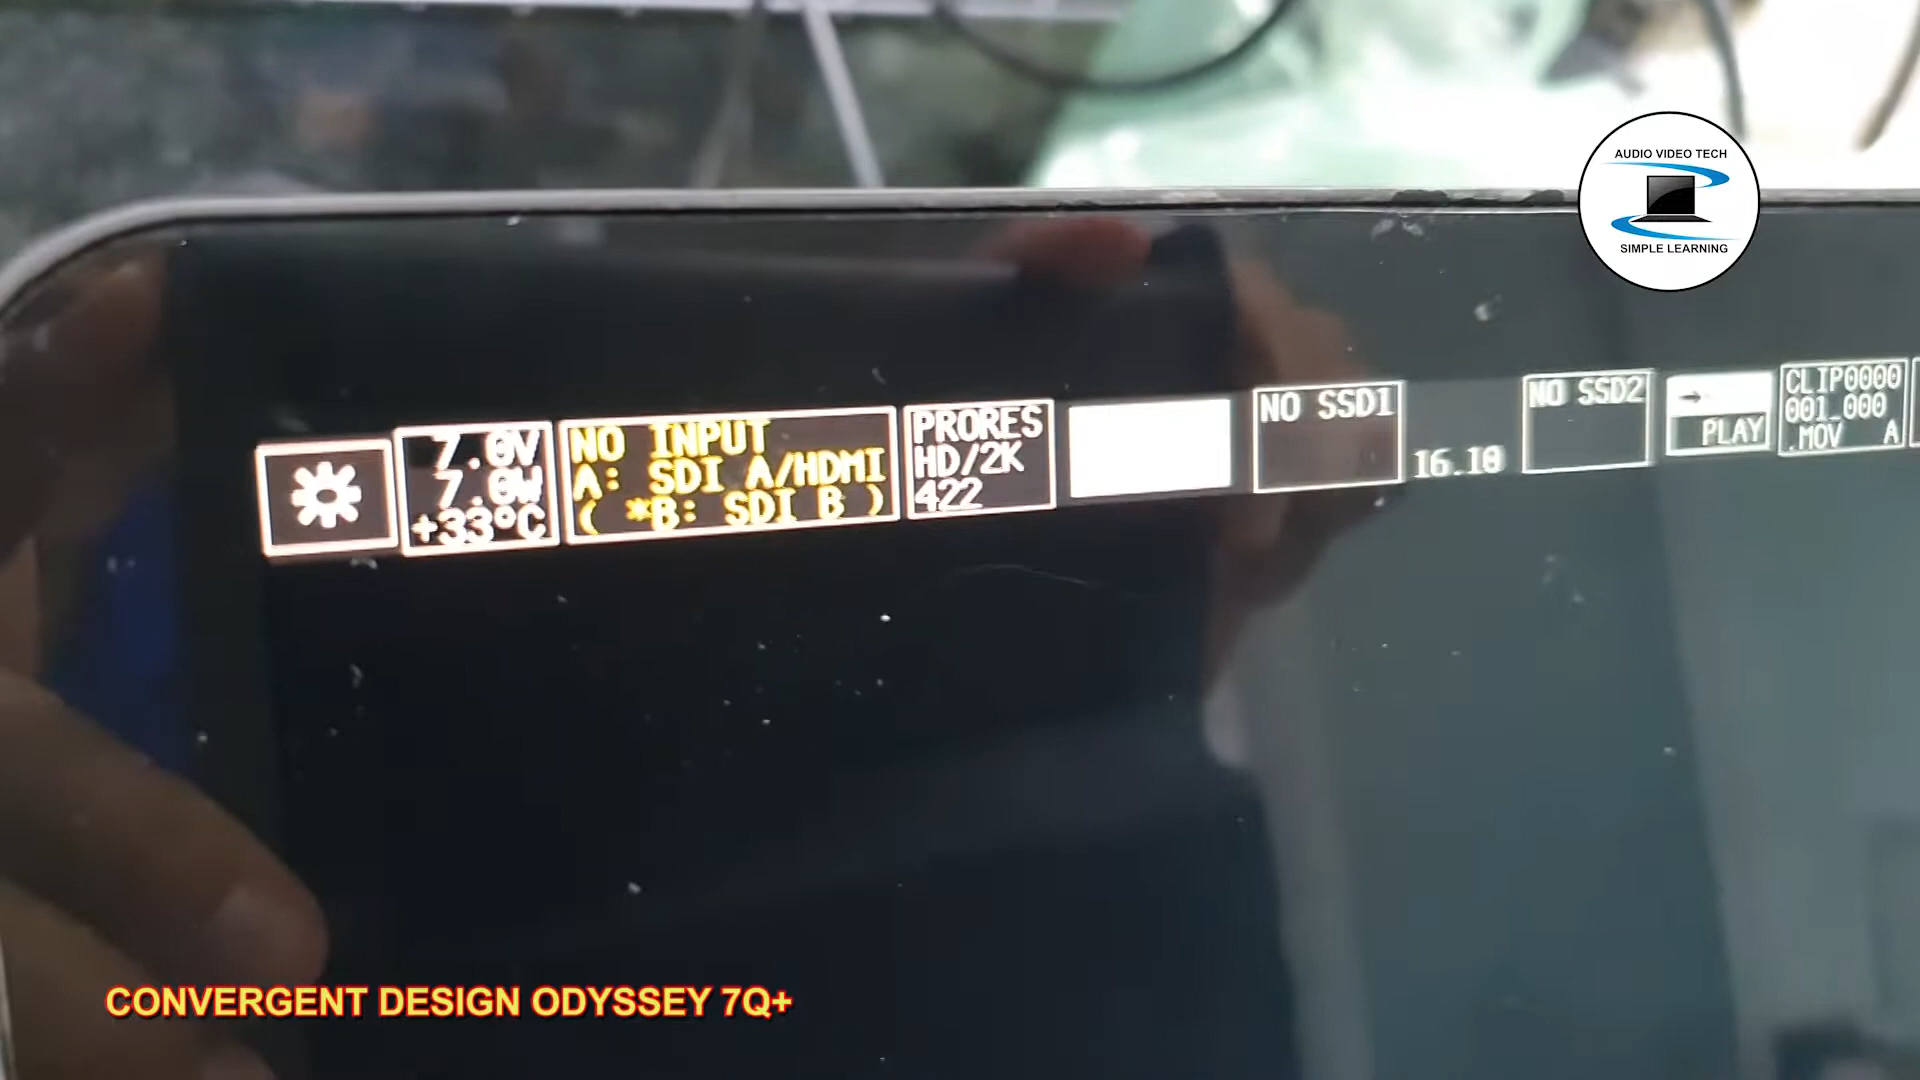 AUDIO VIDEO TECH
SIMPLE LEARNING
7.0V
7.0W
+33°C
NO INPUT
A: SDI A/HDMI
( *B: SDI B )
PRORES
HD/2K
422
NO SSD1
16.10
NO SSD2
PLAY
CLIP0000
001_000
.MOV A
CONVERGENT DESIGN ODYSSEY 7Q+